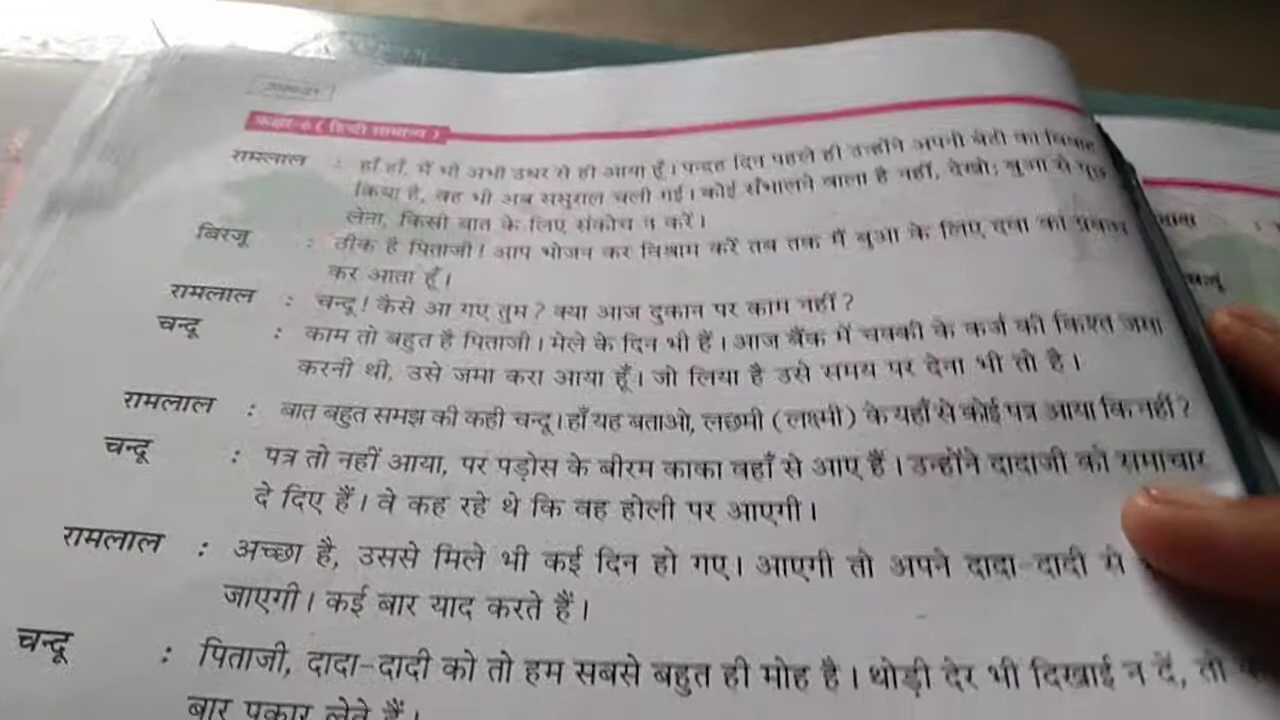 2020-21
कक्षा-6 ( हिन्दी सामान्य )
रामलाल : हाँ हाँ, मैं भी अभी उधर से ही आया हूँ। पन्द्रह दिन पहले ही उन्होंने अपनी बेटी का विवाह
किया है, वह भी अब ससुराल चली गई। कोई सँभालने वाला है नहीं, देखो; बुआ से पूछ
लेना, किसी बात के लिए संकोच न करें।
बिरजू : ठीक है पिताजी! आप भोजन कर विश्राम करें तब तक मैं बुआ के लिए दवा का प्रबन्ध
कर आता हूँ।
रामलाल : चन्दू! कैसे आ गए तुम? क्या आज दुकान पर काम नहीं?
चन्दू : काम तो बहुत है पिताजी। मेले के दिन भी हैं। आज बैंक में चक्की के कर्ज की किश्त जमा
करनी थी, उसे जमा करा आया हूँ। जो लिया है उसे समय पर देना भी तो है।
रामलाल : बात बहुत समझ की कही चन्दू। हाँ यह बताओ, लछमी (लक्ष्मी) के यहाँ से कोई पत्र आया कि नहीं?
चन्दू : पत्र तो नहीं आया, पर पड़ोस के बीरम काका वहाँ से आए हैं। उन्होंने दादाजी को समाचार
दे दिए हैं। वे कह रहे थे कि वह होली पर आएगी।
रामलाल : अच्छा है, उससे मिले भी कई दिन हो गए। आएगी तो अपने दादा-दादी से
जाएगी। कई बार याद करते हैं।
चन्दू : पिताजी, दादा-दादी को तो हम सबसे बहुत ही मोह है। थोड़ी देर भी दिखाई न दें, तो
बार पुकार लेते हैं।